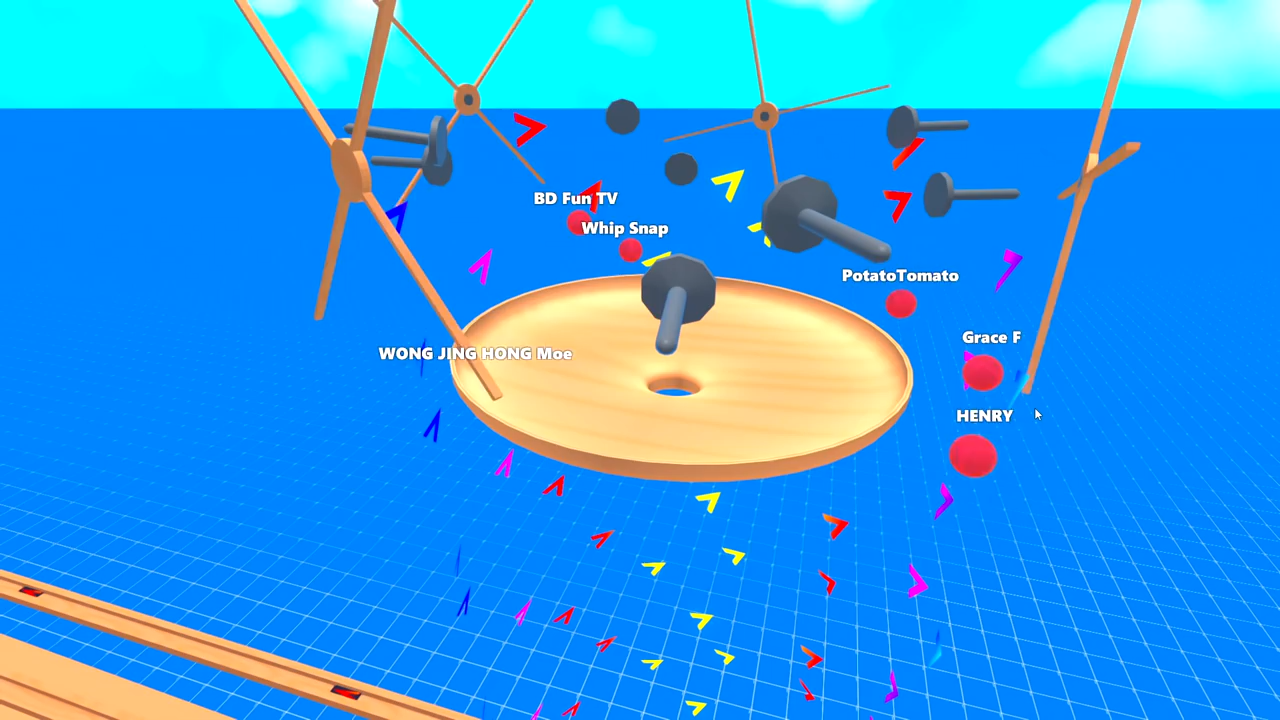 BD Fun TV
Whip Snap
PotatoTomato
Grace F
WONG JING HONG Moe
HENRY